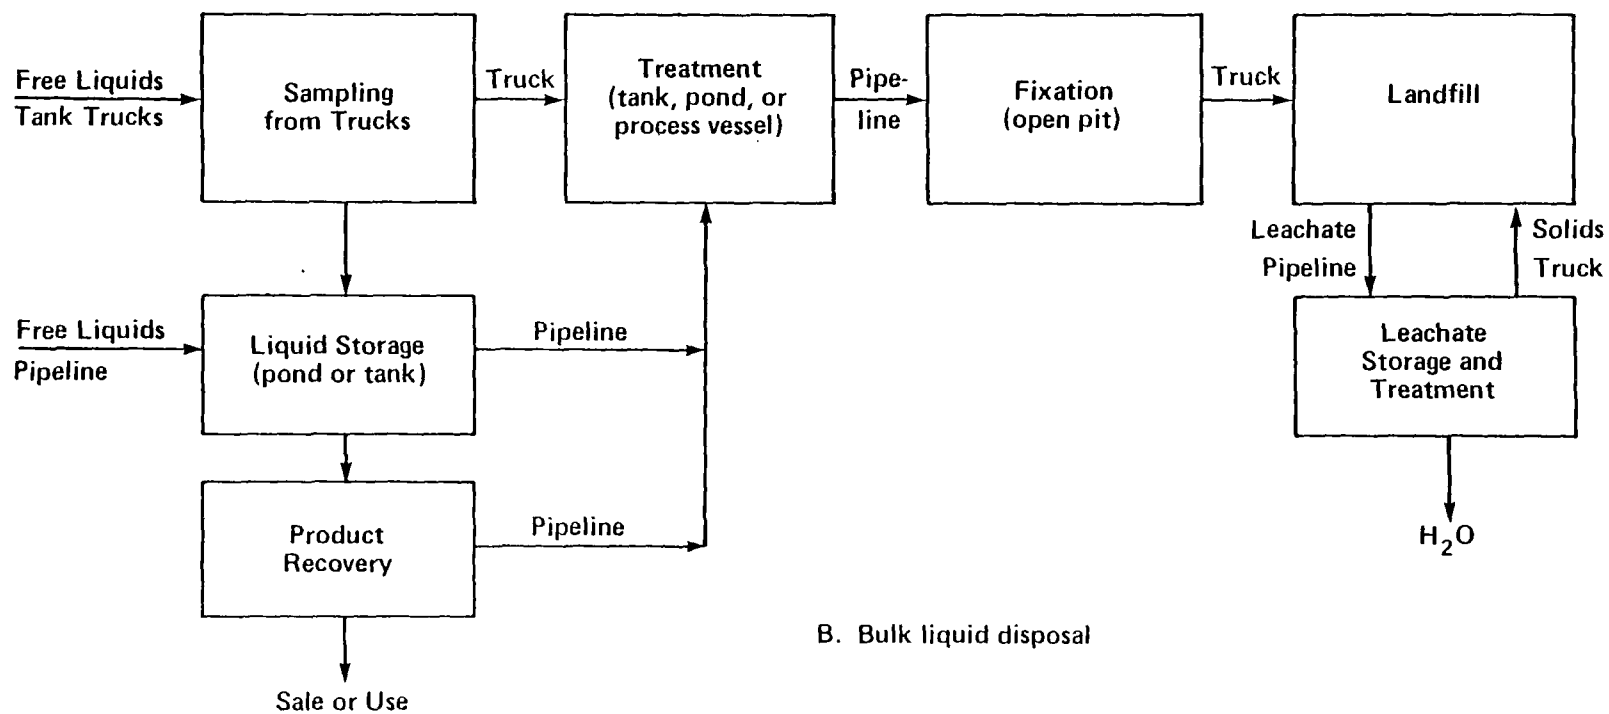 Free Liquids
Tank Trucks
Sampling
from Trucks
Truck
Treatment
(tank, pond, or
process vessel)
Pipe-
line
Fixation
(open pit)
Truck
Landfill
Leachate
Pipeline
Solids
Truck
Free Liquids
Pipeline
Liquid Storage
(pond or tank)
Pipeline
Leachate
Storage and
Treatment
Product
Recovery
Pipeline
H₂O
B. Bulk liquid disposal
Sale or Use